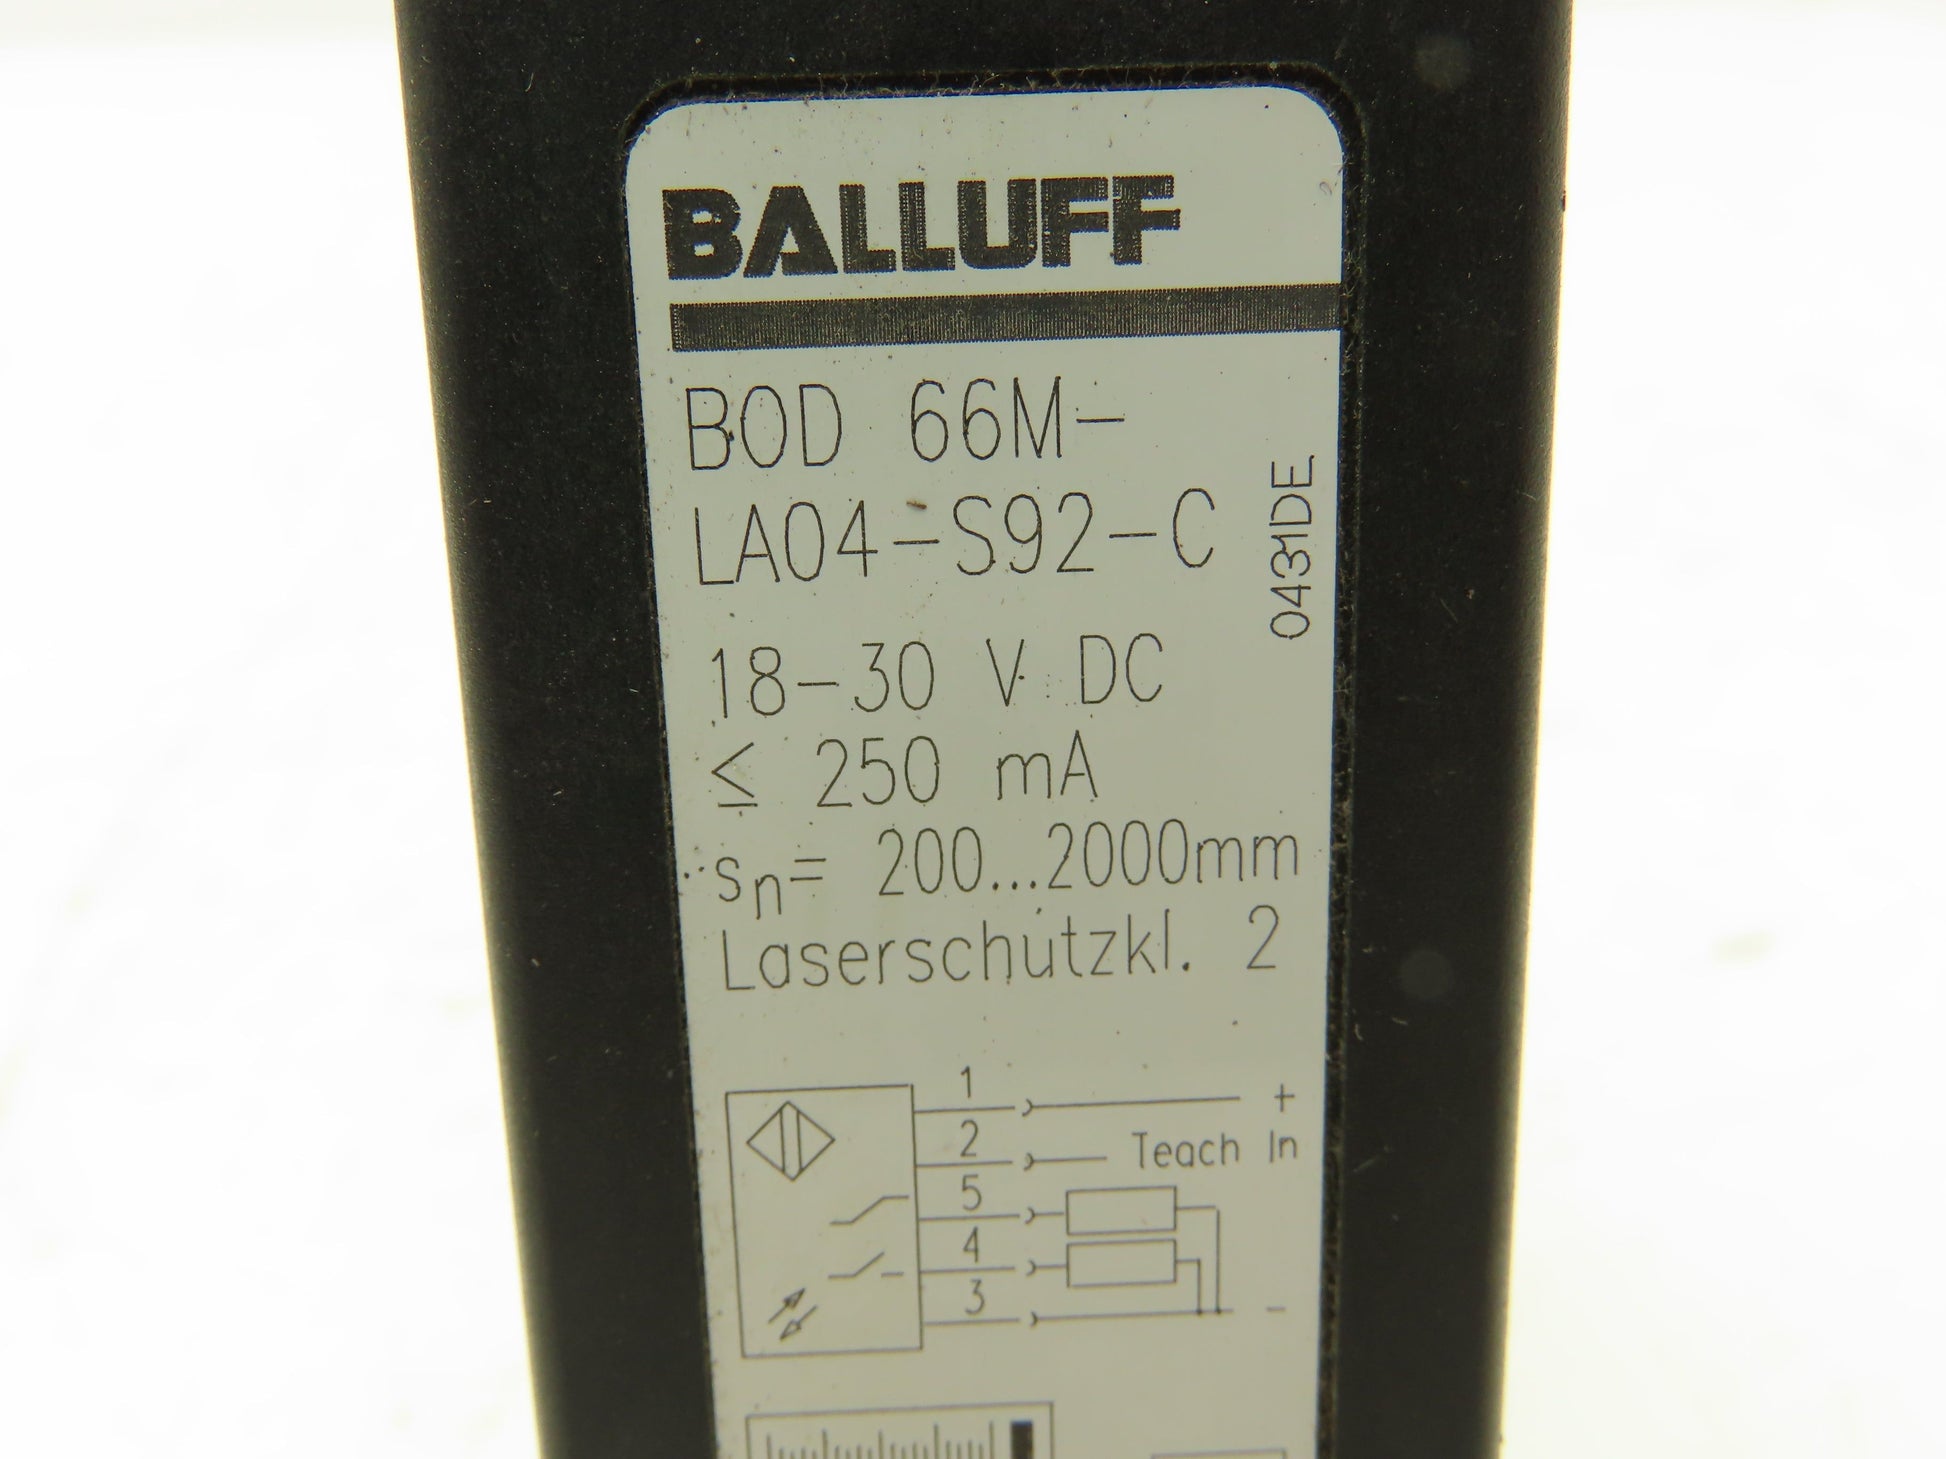 BALLUFF
BOD 66M-
LA04-S92-C
0431DE
18-30 V DC
≤ 250 mA
sn= 200...2000mm
Laserschutzkl. 2
1 +
2 Teach In
5
4
3 -